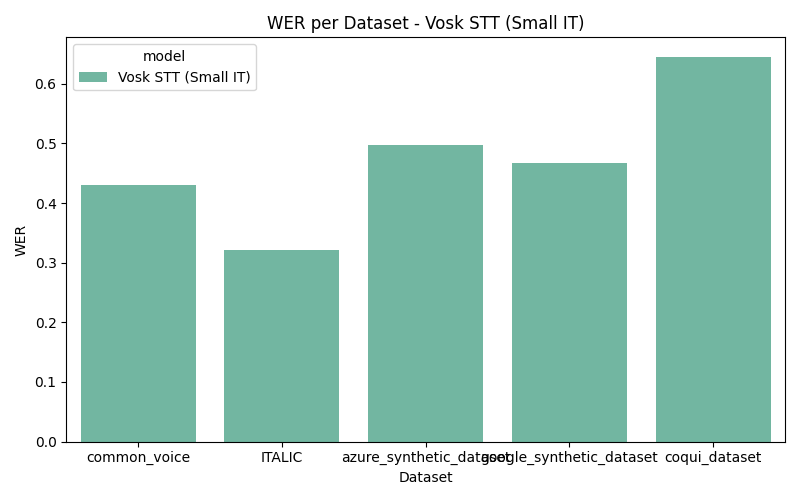 WER per Dataset - Vosk STT (Small IT)
model
Vosk STT (Small IT)
WER
0.6
0.5
0.4
0.3
0.2
0.1
0.0
common_voice ITALIC azure_synthetic_dataset google_synthetic_dataset coqui_dataset
Dataset